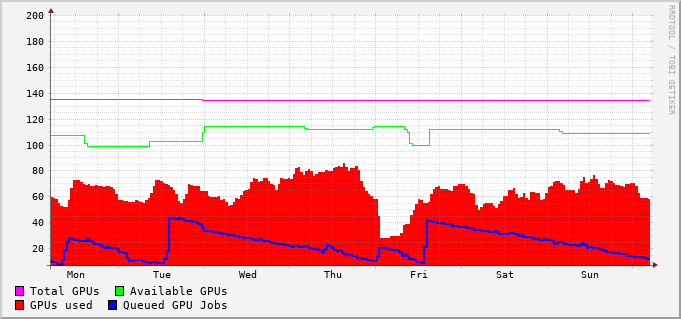 200
180
160
140
120
100
80
60
40
20
Mon Tue Wed Thu Fri Sat Sun
Total GPUs Available GPUs
GPUs used Queued GPU Jobs
RRDTOOL / TOBI OETIKER